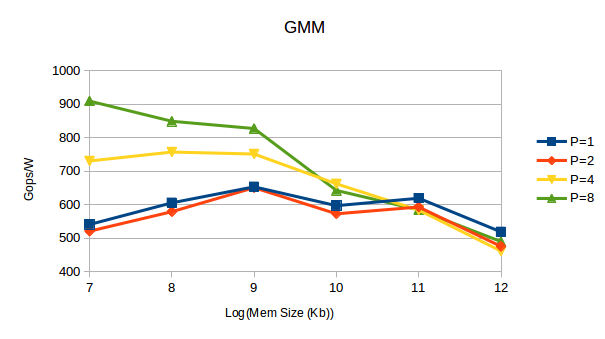 GMM
1000
900
800
700
600
500
400
Gops/W
7 8 9 10 11 12
Log(Mem Size (Kb))
P=1
P=2
P=4
P=8